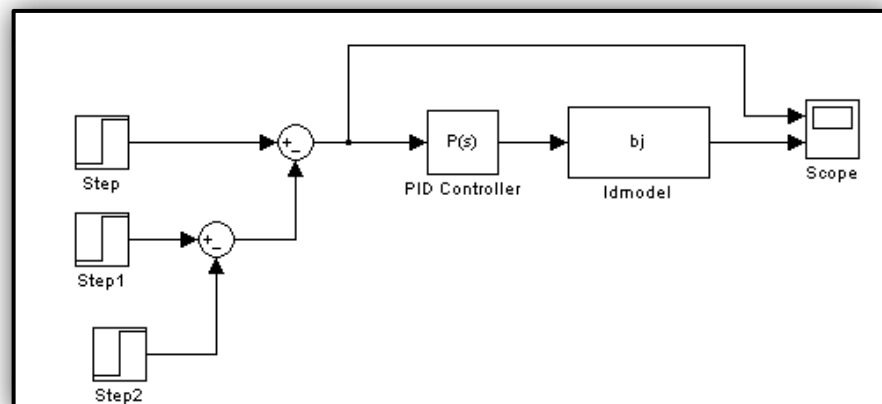 Step
P(s)
PID Controller
bj
Idmodel
Scope
Step1
Step2